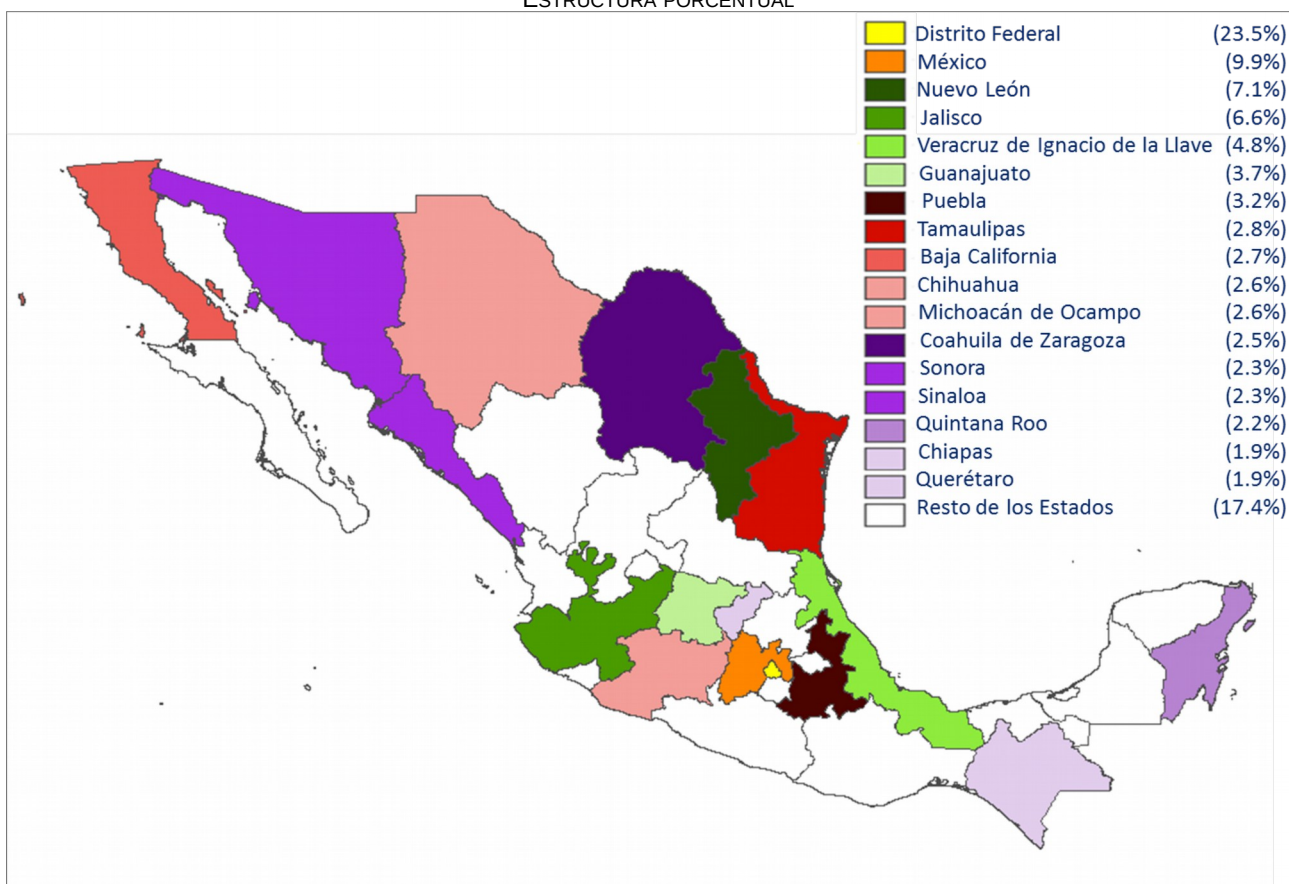 ESTRUCTURA PORCENTUAL
Distrito Federal (23.5%)
México (9.9%)
Nuevo León (7.1%)
Jalisco (6.6%)
Veracruz de Ignacio de la Llave (4.8%)
Guanajuato (3.7%)
Puebla (3.2%)
Tamaulipas (2.8%)
Baja California (2.7%)
Chihuahua (2.6%)
Michoacán de Ocampo (2.6%)
Coahuila de Zaragoza (2.5%)
Sonora (2.3%)
Sinaloa (2.3%)
Quintana Roo (2.2%)
Chiapas (1.9%)
Querétaro (1.9%)
Resto de los Estados (17.4%)